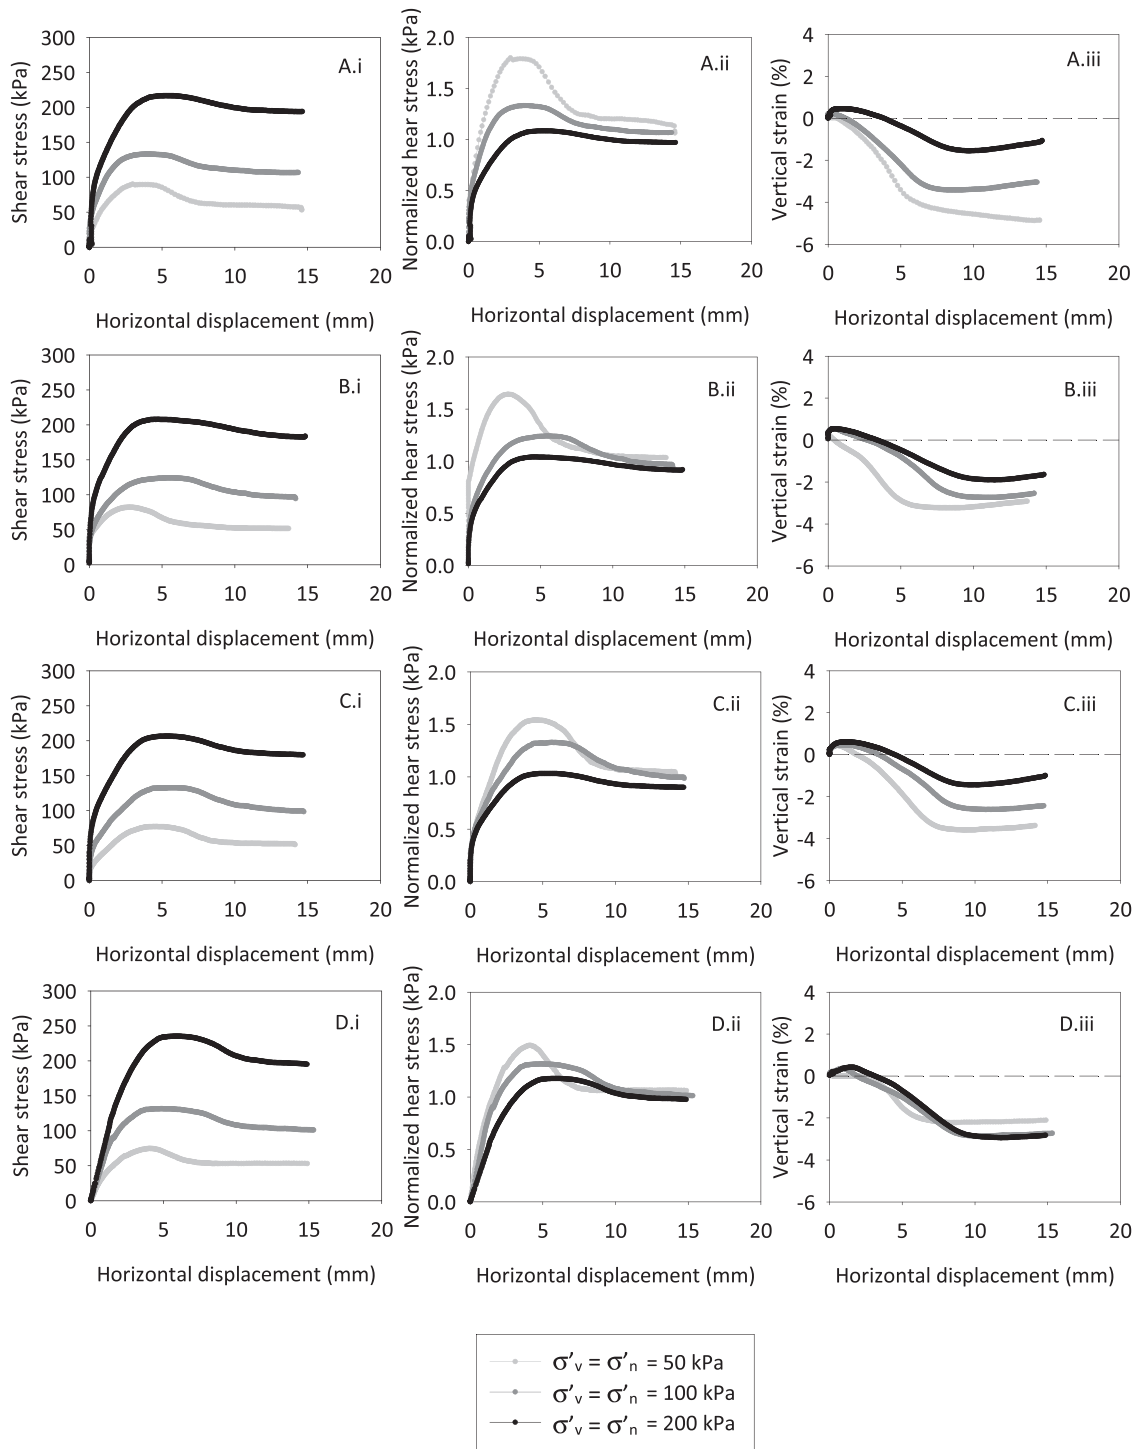 Shear stress (kPa)
300
250
200
150
100
50
0
A.i
0 5 10 15 20
Horizontal displacement (mm)
Normalized hear stress (kPa)
2.0
1.5
1.0
0.5
0.0
A.ii
0 5 10 15 20
Horizontal displacement (mm)
Vertical strain (%)
4
2
0
-2
-4
-6
A.iii
0 5 10 15 20
Horizontal displacement (mm)
Shear stress (kPa)
300
250
200
150
100
50
0
B.i
0 5 10 15 20
Horizontal displacement (mm)
Normalized hear stress (kPa)
2.0
1.5
1.0
0.5
0.0
B.ii
0 5 10 15 20
Horizontal displacement (mm)
Vertical strain (%)
4
2
0
-2
-4
-6
B.iii
0 5 10 15 20
Horizontal displacement (mm)
Shear stress (kPa)
300
250
200
150
100
50
0
C.i
0 5 10 15 20
Horizontal displacement (mm)
Normalized hear stress (kPa)
2.0
1.5
1.0
0.5
0.0
C.ii
0 5 10 15 20
Horizontal displacement (mm)
Vertical strain (%)
4
2
0
-2
-4
-6
C.iii
0 5 10 15 20
Horizontal displacement (mm)
Shear stress (kPa)
300
250
200
150
100
50
0
D.i
0 5 10 15 20
Horizontal displacement (mm)
Normalized hear stress (kPa)
2.0
1.5
1.0
0.5
0.0
D.ii
0 5 10 15 20
Horizontal displacement (mm)
Vertical strain (%)
4
2
0
-2
-4
-6
D.iii
0 5 10 15 20
Horizontal displacement (mm)
σ'v = σ'n = 50 kPa
σ'v = σ'n = 100 kPa
σ'v = σ'n = 200 kPa